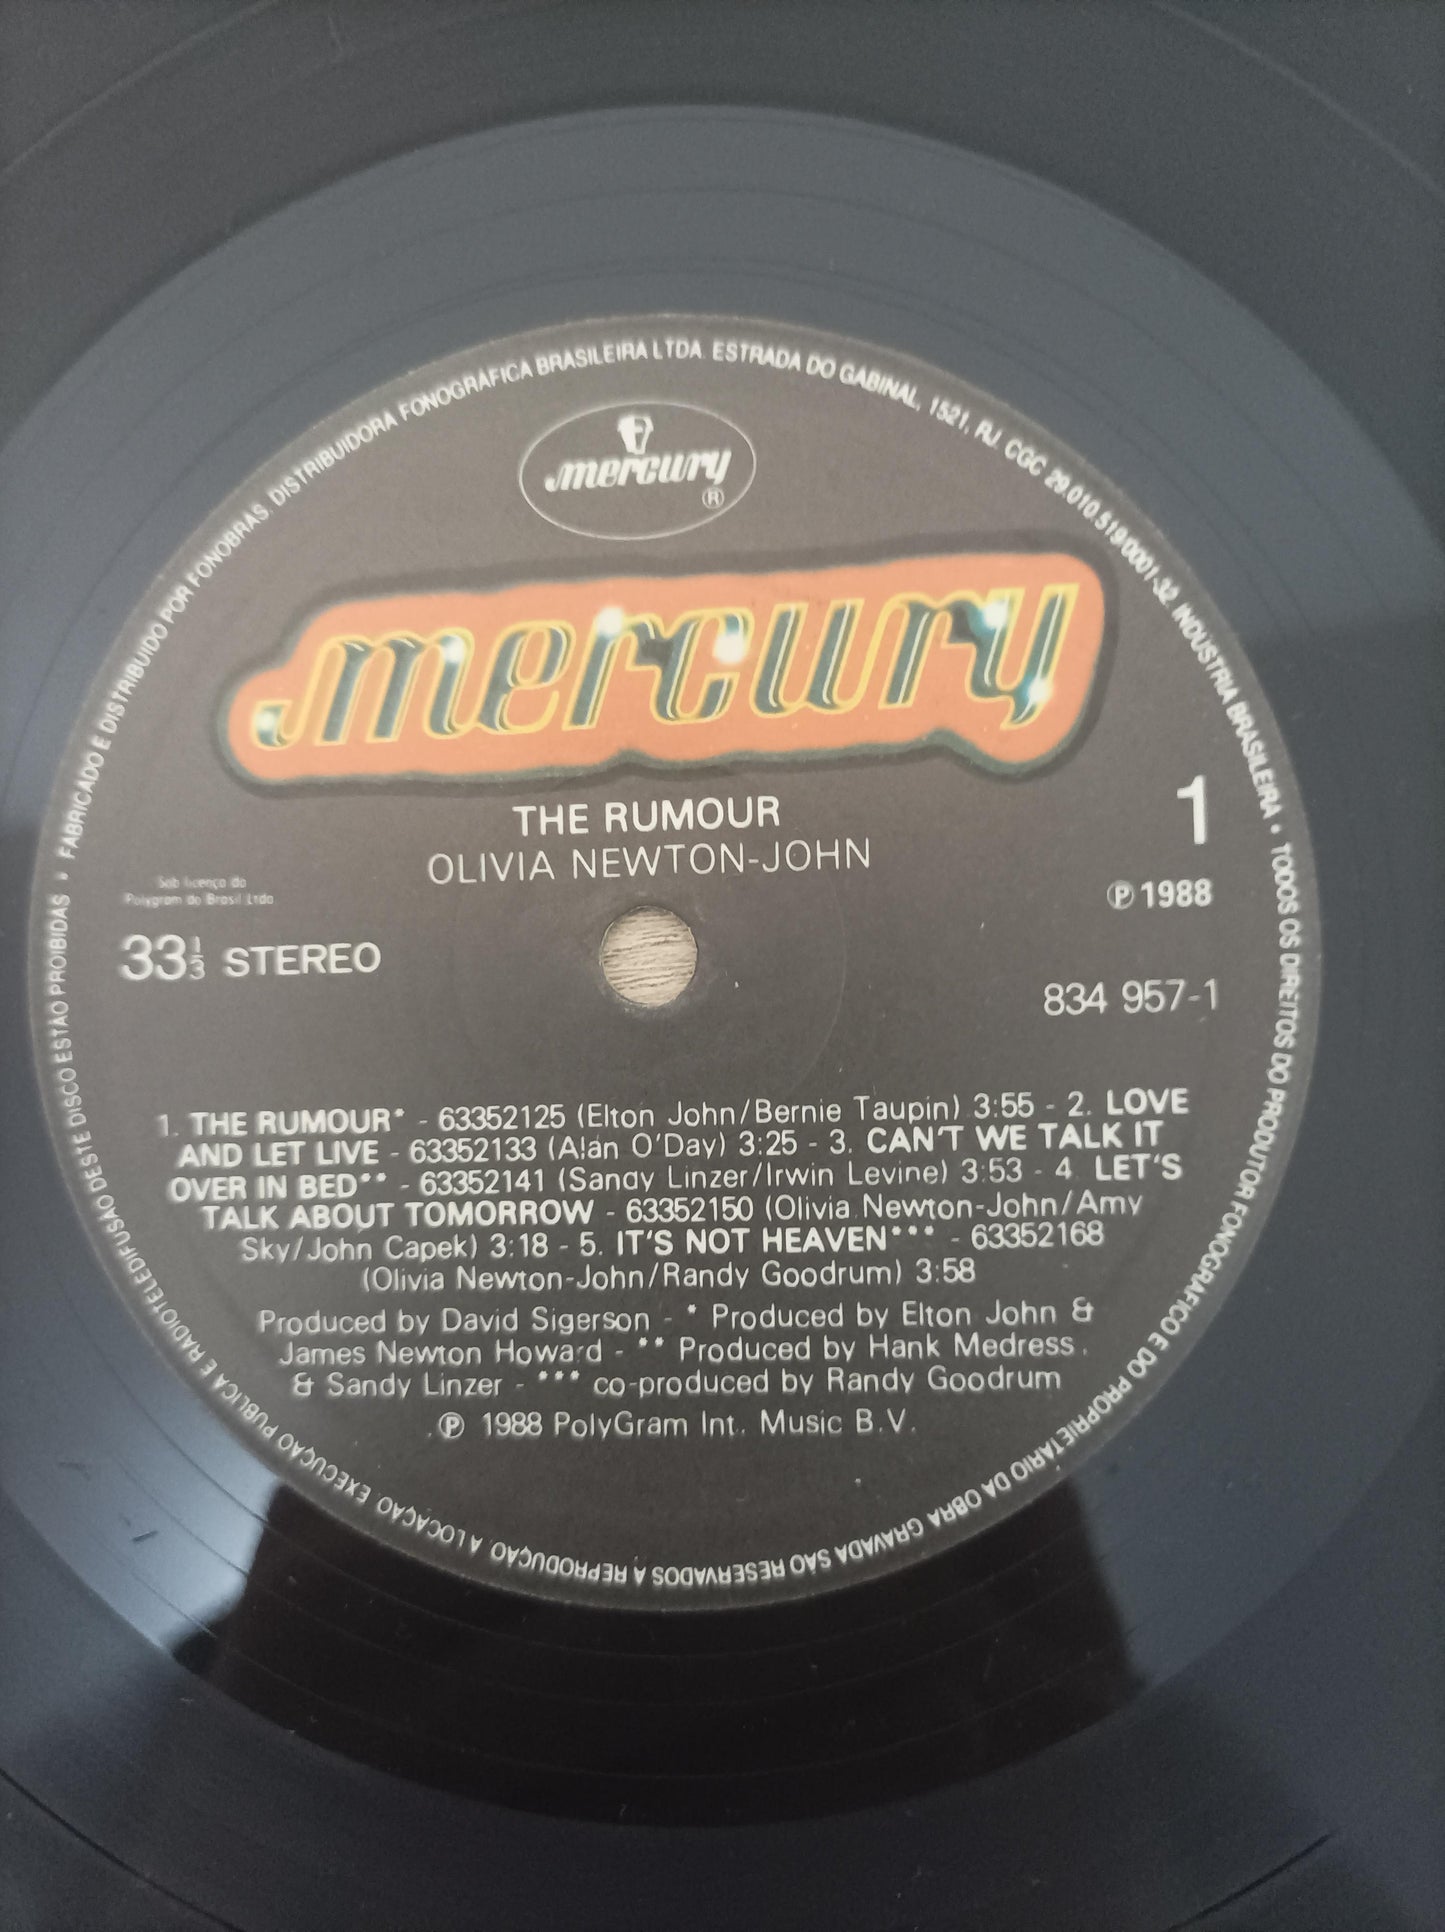 FABRICADO E DISTRIBUIDO POR FONOBRAS. DISTRIBUIDORA FONOGRÁFICA BRASILEIRA LTDA. ESTRADA DO GABINAL, 1521, RJ. CGC 29.010.519/0001-32. INDÚSTRIA BRASILEIRA • TODOS OS DIREITOS DO PRODUTOR FONOGRÁFICO E DO PROPRIETÁRIO DA OBRA GRAVADA SÃO RESERVADOS A REPRODUÇÃO. A LOCAÇÃO. EXECUÇÃO PUBLICA E RADIOTELEDIFUSÃO DESTE DISCO ESTÃO PROIBIDAS •
mercury
®
mercury
THE RUMOUR
OLIVIA NEWTON-JOHN
1
℗ 1988
Sob licença da
Polygram do Brasil Ltda
33⅓ STEREO
834 957-1
1. THE RUMOUR* - 63352125 (Elton John/Bernie Taupin) 3:55 - 2. LOVE
AND LET LIVE - 63352133 (Alan O'Day) 3:25 - 3. CAN'T WE TALK IT
OVER IN BED** - 63352141 (Sandy Linzer/Irwin Levine) 3:53 - 4. LET'S
TALK ABOUT TOMORROW - 63352150 (Olivia Newton-John/Amy
Sky/John Capek) 3:18 - 5. IT'S NOT HEAVEN*** - 63352168
(Olivia Newton-John/Randy Goodrum) 3:58
Produced by David Sigerson - * Produced by Elton John &
James Newton Howard - ** Produced by Hank Medress
& Sandy Linzer - *** co-produced by Randy Goodrum
℗ 1988 PolyGram Int. Music B.V.